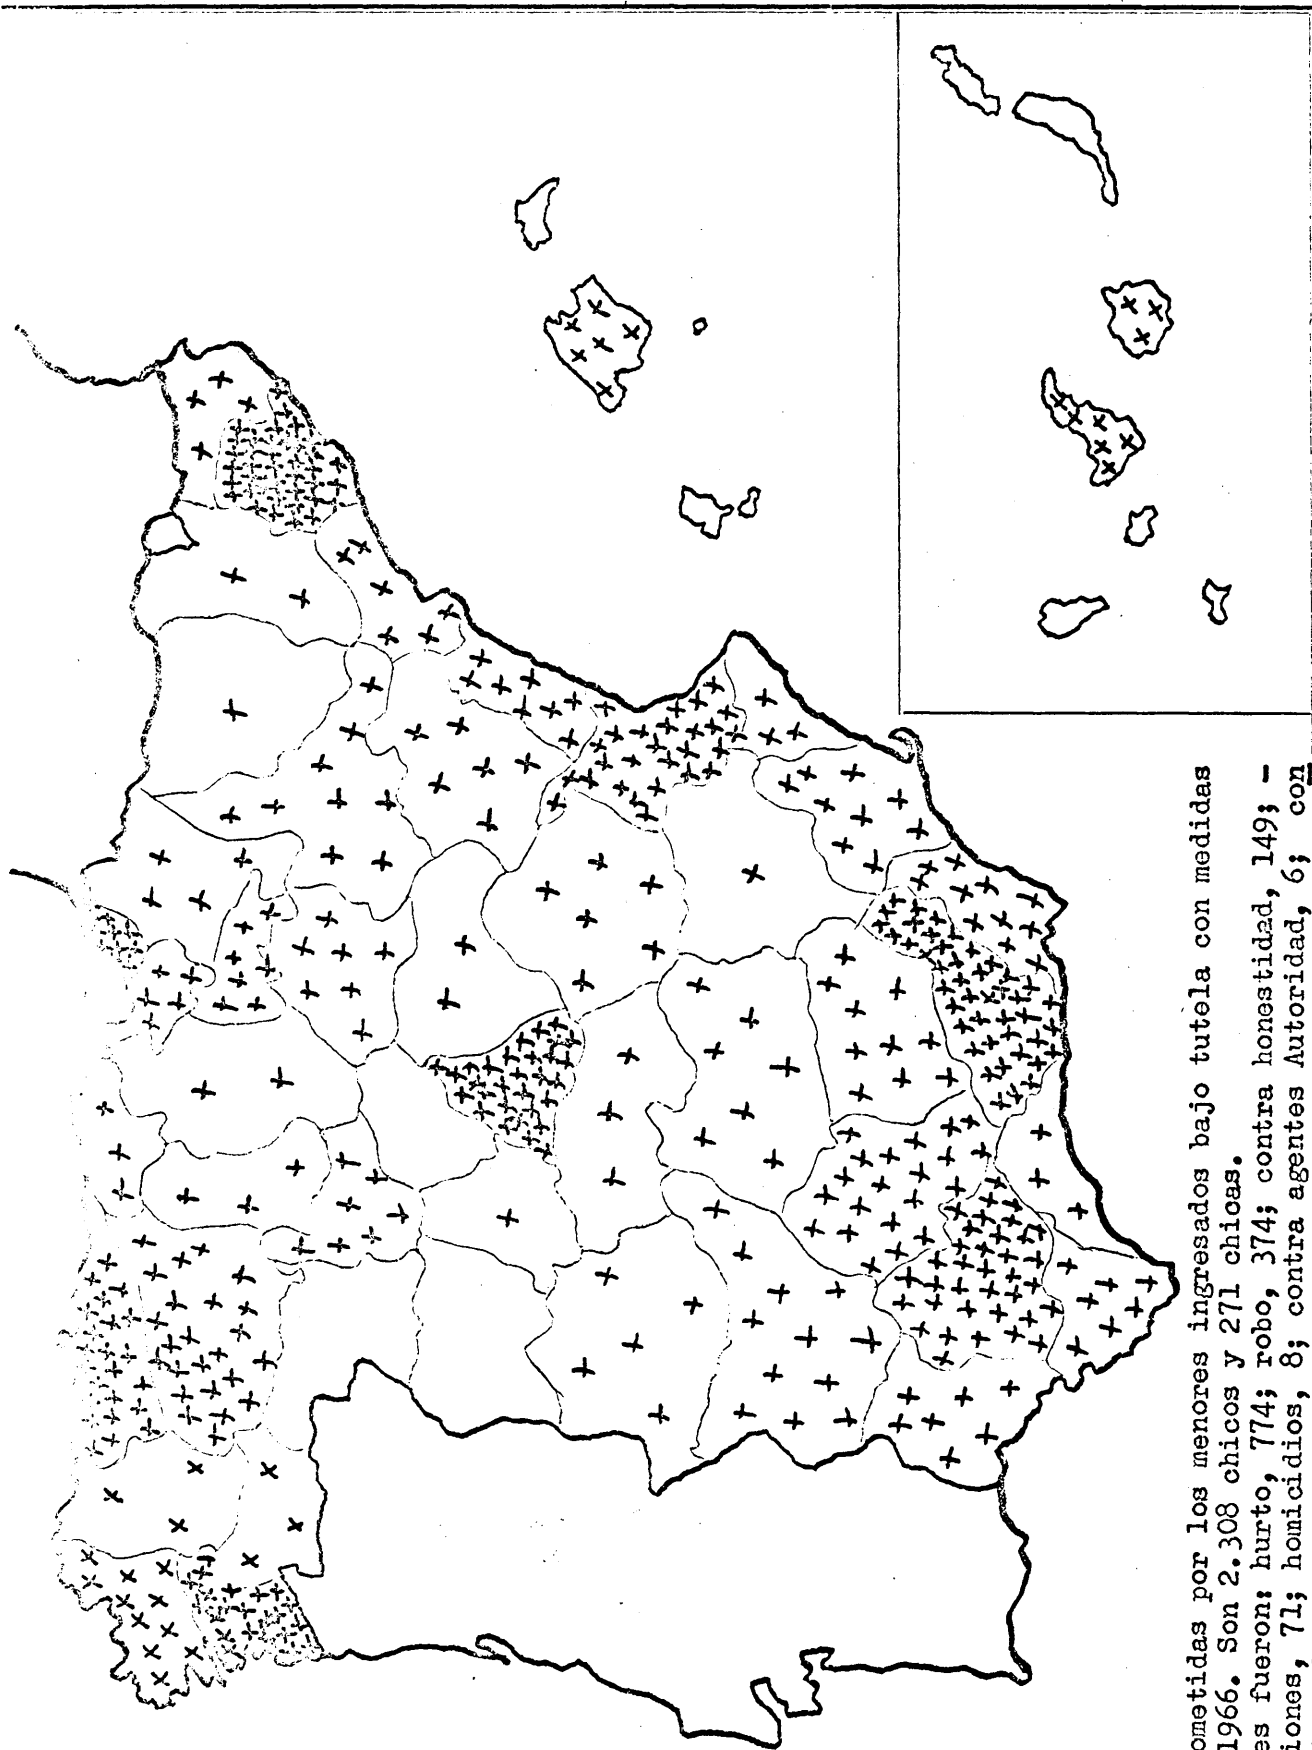 ometidas por los menores ingresados bajo tutela con medidas
1966. Son 2.308 chicos y 271 chicas.
es fueron: hurto, 774; robo, 374; contra honestidad, 149; -
iones, 71; homicidios, 8; contra agentes Autoridad, 6; con